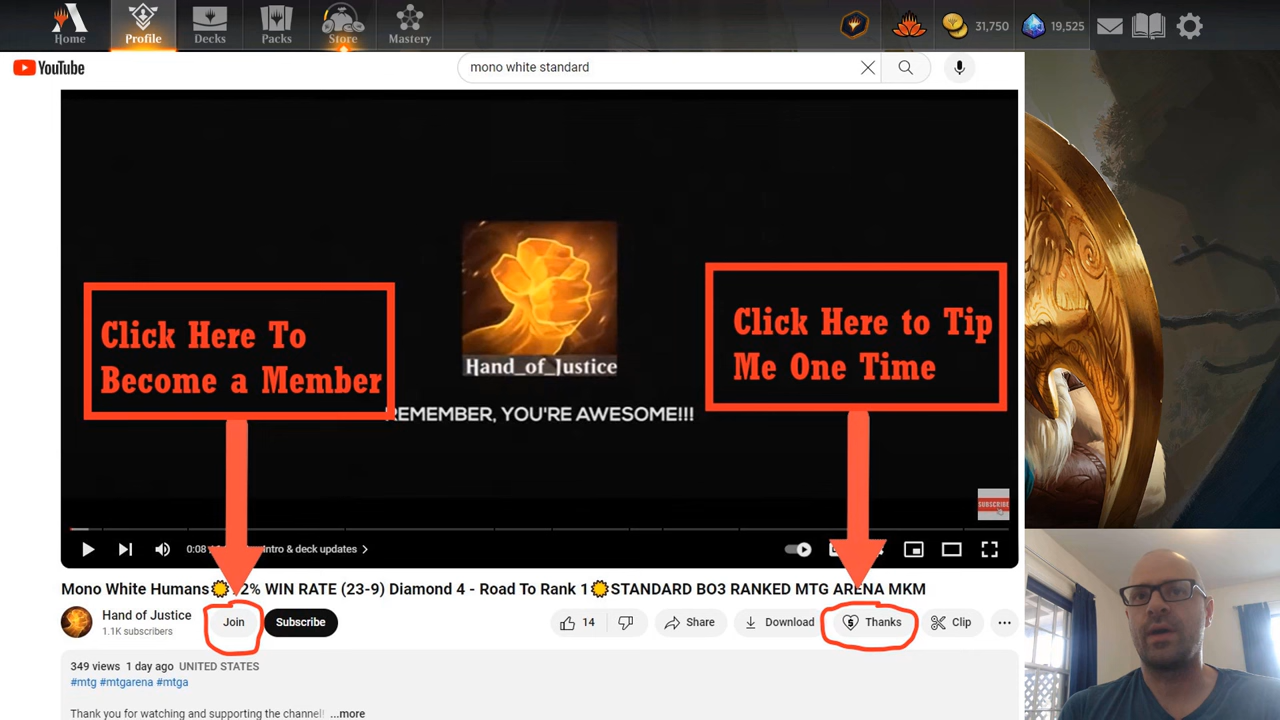 Home
Profile
Decks
Packs
Store
Mastery
31,750
19,525
YouTube
mono white standard
Click Here To
Become a Member
Click Here to Tip
Me One Time
Hand_of_Justice
REMEMBER, YOU'RE AWESOME!!!
SUBSCRIBE
0:08
Intro & deck updates
Mono White Humans 2% WIN RATE (23-9) Diamond 4 - Road To Rank 1 STANDARD BO3 RANKED MTG ARENA MKM
Hand of Justice
1.1K subscribers
Join
Subscribe
14
Share
Download
Thanks
Clip
349 views 1 day ago UNITED STATES
#mtg #mtgarena #mtga
Thank you for watching and supporting the channel! ...more